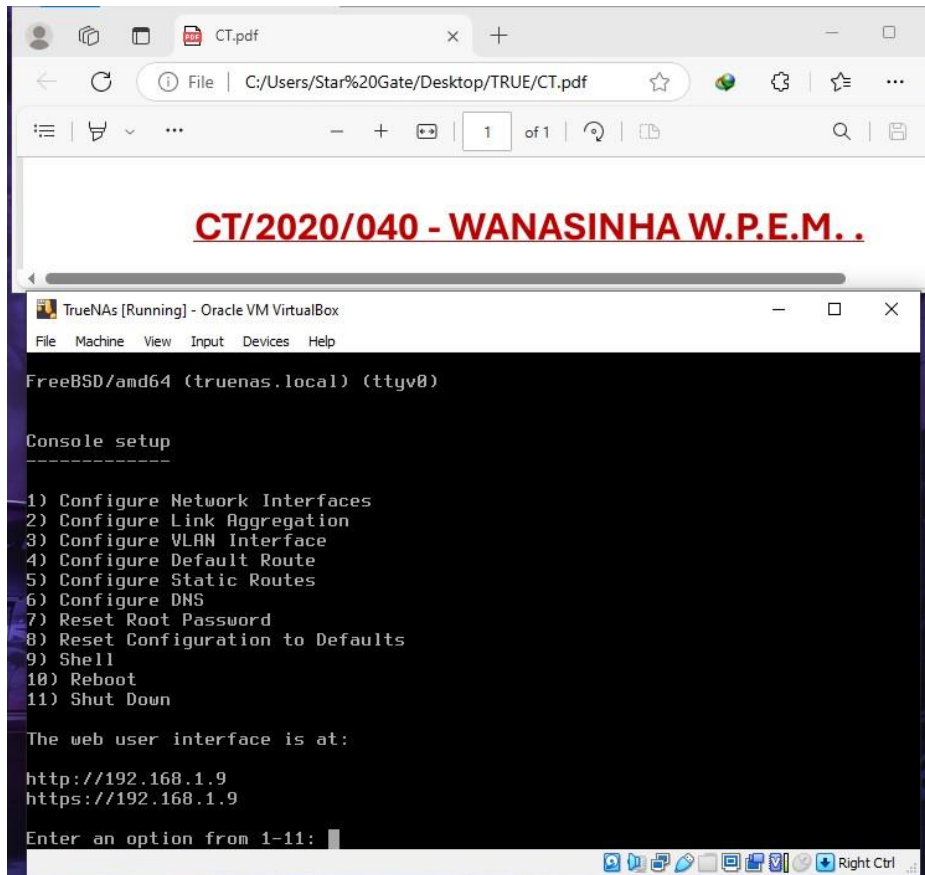 CT.pdf
File | C:/Users/Star%20Gate/Desktop/TRUE/CT.pdf
1 of 1
CT/2020/040 - WANASINHA W.P.E.M. .
TrueNAs [Running] - Oracle VM VirtualBox
File Machine View Input Devices Help
FreeBSD/amd64 (truenas.local) (ttyv0)
Console setup
-------------
1) Configure Network Interfaces
2) Configure Link Aggregation
3) Configure VLAN Interface
4) Configure Default Route
5) Configure Static Routes
6) Configure DNS
7) Reset Root Password
8) Reset Configuration to Defaults
9) Shell
10) Reboot
11) Shut Down
The web user interface is at:
http://192.168.1.9
https://192.168.1.9
Enter an option from 1-11:
Right Ctrl